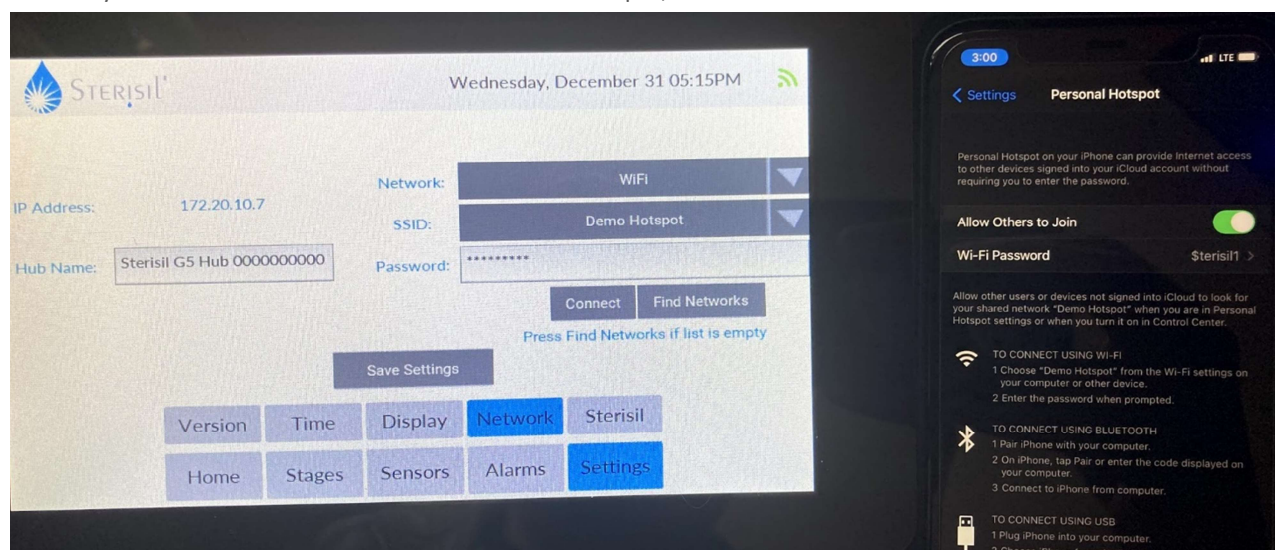 STERISIL
Wednesday, December 31 05:15PM
Network:
WiFi
IP Address:
172.20.10.7
SSID:
Demo Hotspot
Hub Name:
Sterisil G5 Hub 0000000000
Password:
*********
Connect
Find Networks
Press Find Networks if list is empty
Save Settings
Version
Time
Display
Network
Sterisil
Home
Stages
Sensors
Alarms
Settings
3:00
LTE
Settings
Personal Hotspot
Personal Hotspot on your iPhone can provide Internet access
to other devices signed into your iCloud account without
requiring you to enter the password.
Allow Others to Join
Wi-Fi Password
$terisil1
Allow other users or devices not signed into iCloud to look for
your shared network "Demo Hotspot" when you are in Personal
Hotspot settings or when you turn it on in Control Center.
TO CONNECT USING WI-FI
1 Choose "Demo Hotspot" from the Wi-Fi settings on
your computer or other device.
2 Enter the password when prompted.
TO CONNECT USING BLUETOOTH
1 Pair iPhone with your computer.
2 On iPhone, tap Pair or enter the code displayed on
your computer.
3 Connect to iPhone from computer.
TO CONNECT USING USB
1 Plug iPhone into your computer.